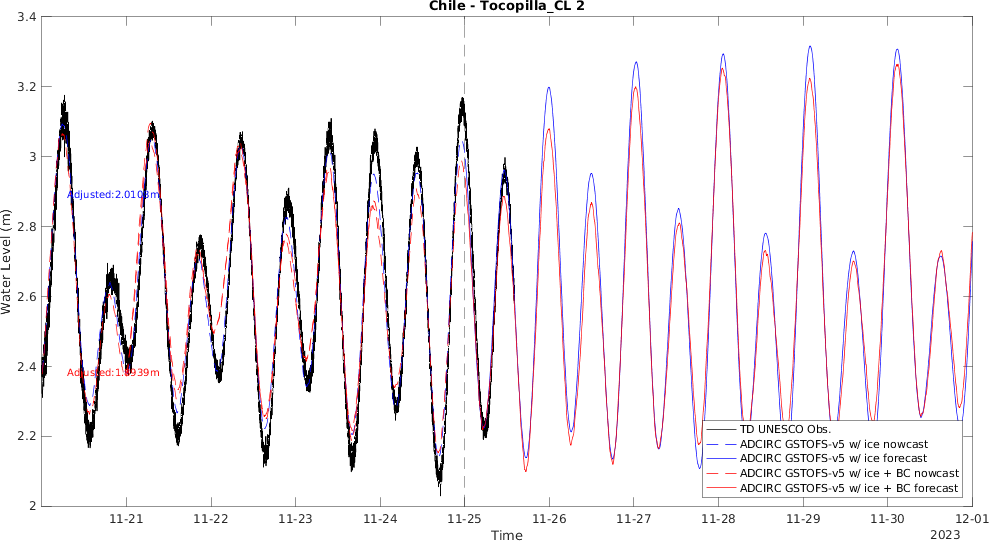 Chile - Tocopilla_CL 2
Water Level (m)
3.4
3.2
3
2.8
2.6
2.4
2.2
2
Adjusted:2.0103m
Adjusted:1.8939m
TD UNESCO Obs.
ADCIRC GSTOFS-v5 w/ ice nowcast
ADCIRC GSTOFS-v5 w/ ice forecast
ADCIRC GSTOFS-v5 w/ ice + BC nowcast
ADCIRC GSTOFS-v5 w/ ice + BC forecast
11-21 11-22 11-23 11-24 11-25 11-26 11-27 11-28 11-29 11-30 12-01
Time
2023